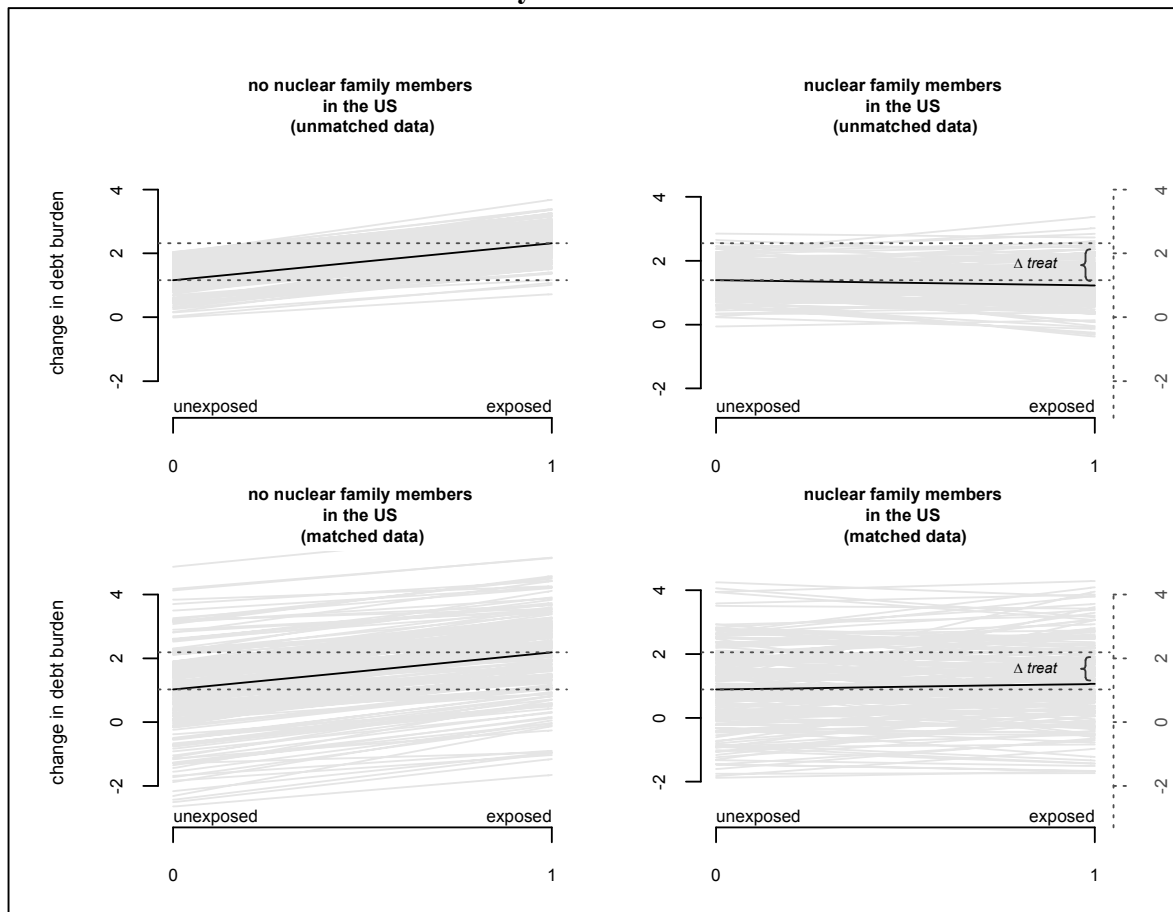 no nuclear family members
in the US
(unmatched data)
nuclear family members
in the US
(unmatched data)
change in debt burden
4
2
0
-2
unexposed
exposed
0
1
4
2
0
-2
Δ treat
4
2
0
-2
unexposed
exposed
0
1
no nuclear family members
in the US
(matched data)
nuclear family members
in the US
(matched data)
change in debt burden
4
2
0
-2
unexposed
exposed
0
1
4
2
0
-2
Δ treat
4
2
0
-2
unexposed
exposed
0
1